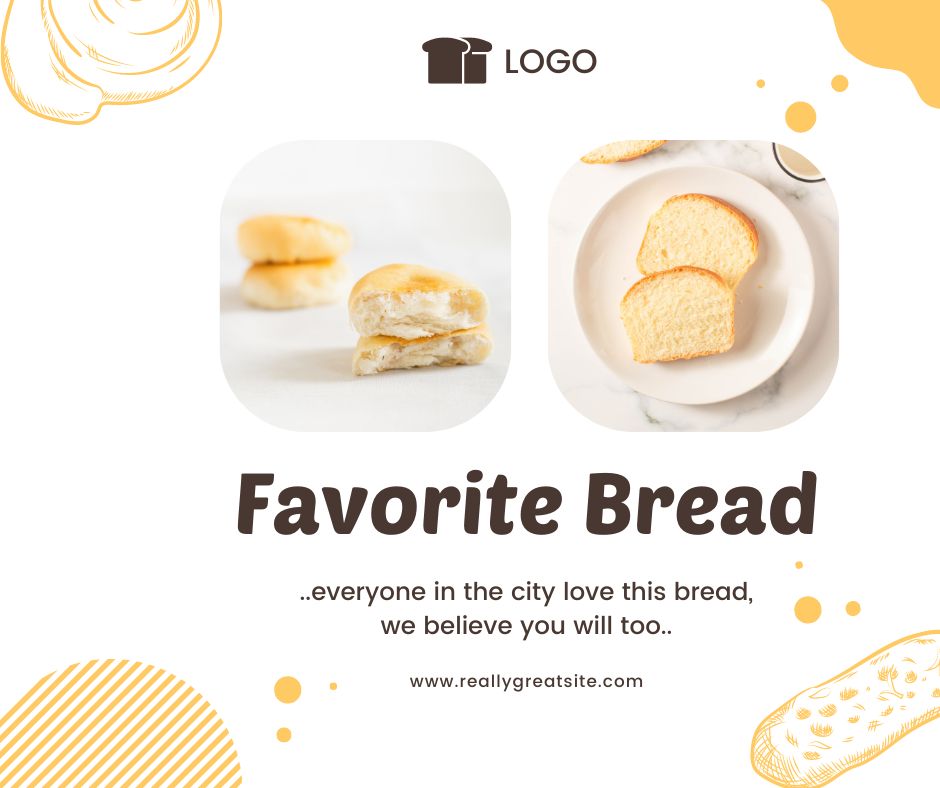 LOGO
Favorite Bread
..everyone in the city love this bread,
we believe you will too..
www.reallygreatsite.com